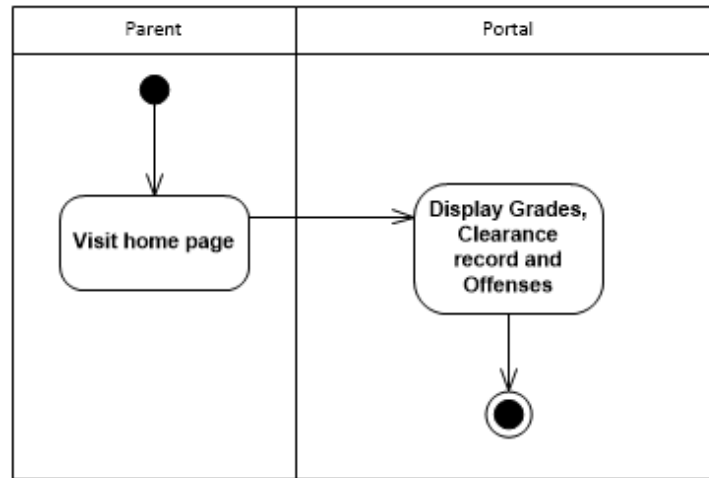 Parent
Portal
Visit home page
Display Grades,
Clearance
record and
Offenses